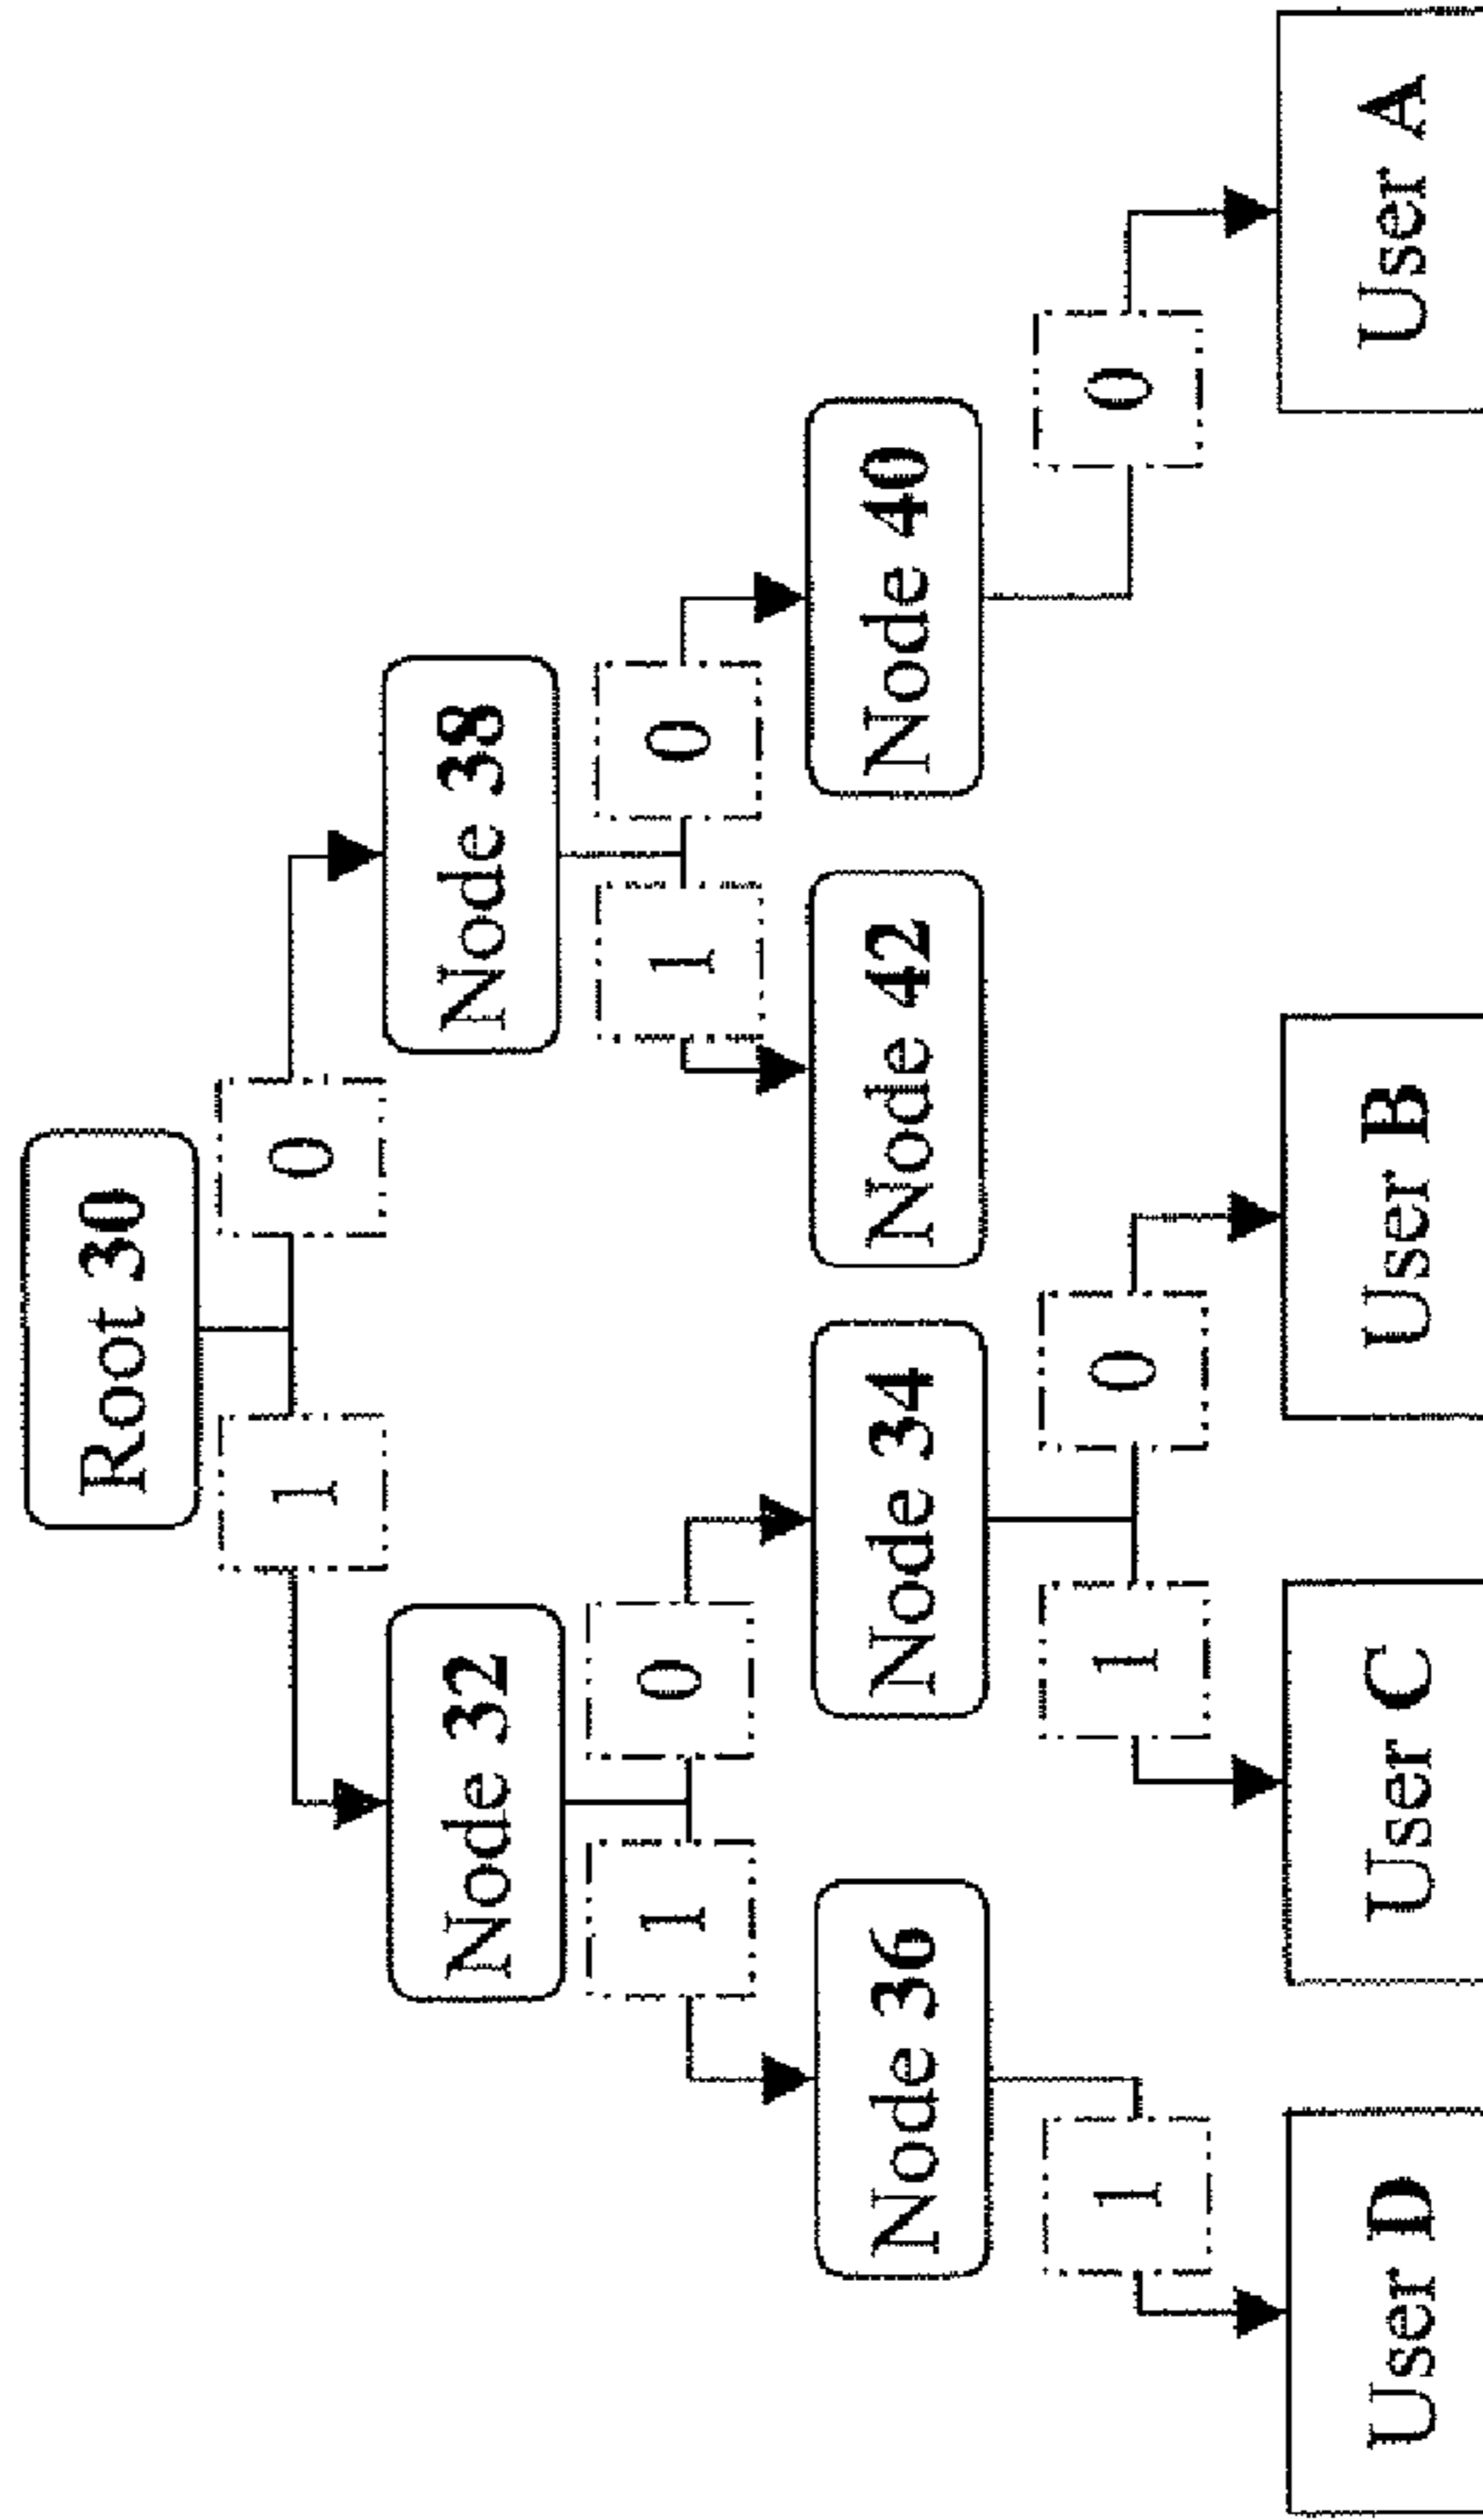 Root 30
1
0
Node 32
Node 38
1
0
1
0
Node 36
Node 34
Node 42
Node 40
1
1
0
0
User D
User C
User B
User A